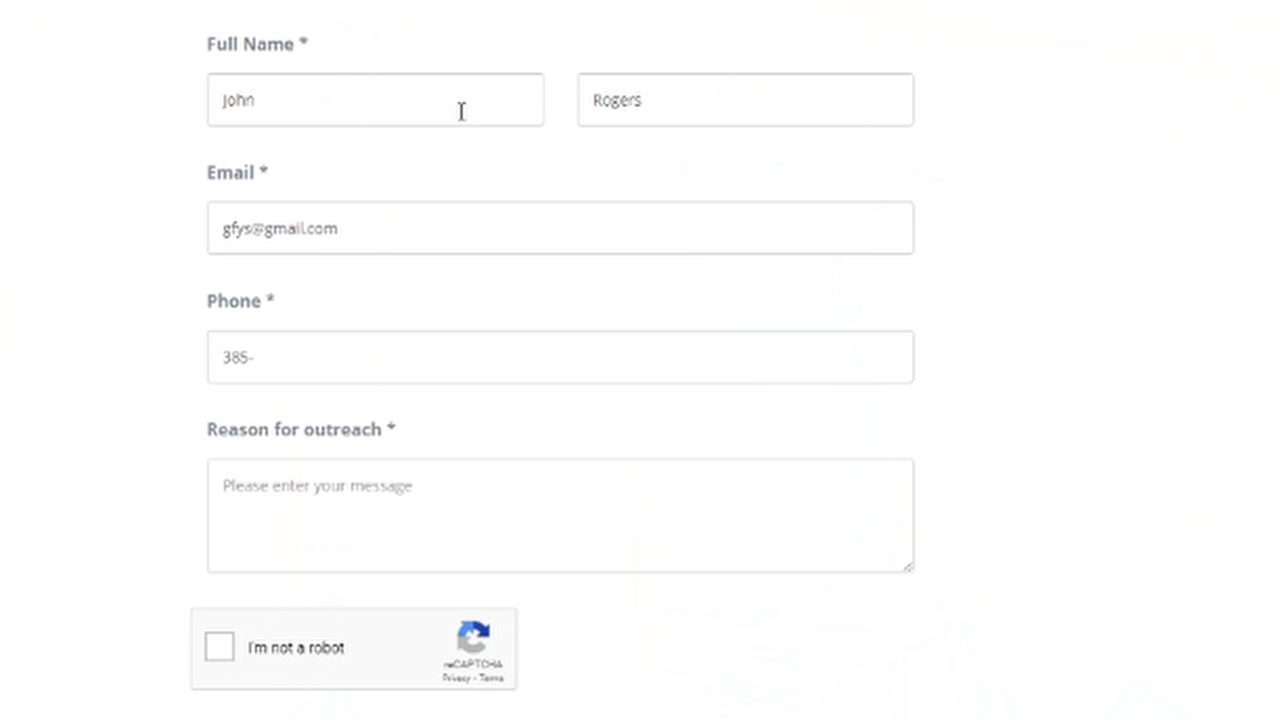 Full Name *
John Rogers
Email *
gfys@gmail.com
Phone *
385-
Reason for outreach *
Please enter your message
I'm not a robot
reCAPTCHA
Privacy - Terms